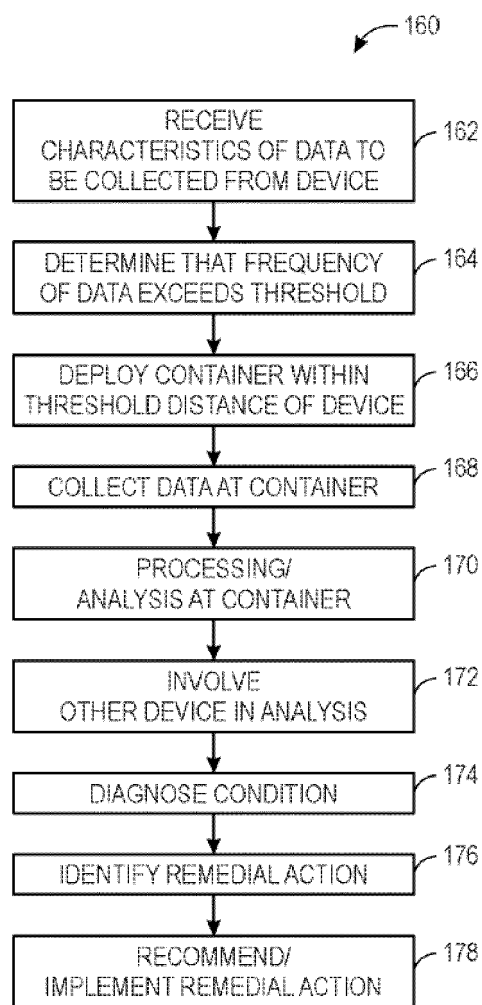 160
RECEIVE
CHARACTERISTICS OF DATA TO
BE COLLECTED FROM DEVICE
162
DETERMINE THAT FREQUENCY
OF DATA EXCEEDS THRESHOLD
164
DEPLOY CONTAINER WITHIN
THRESHOLD DISTANCE OF DEVICE
166
COLLECT DATA AT CONTAINER
168
PROCESSING/
ANALYSIS AT CONTAINER
170
INVOLVE
OTHER DEVICE IN ANALYSIS
172
DIAGNOSE CONDITION
174
IDENTIFY REMEDIAL ACTION
176
RECOMMEND/
IMPLEMENT REMEDIAL ACTION
178